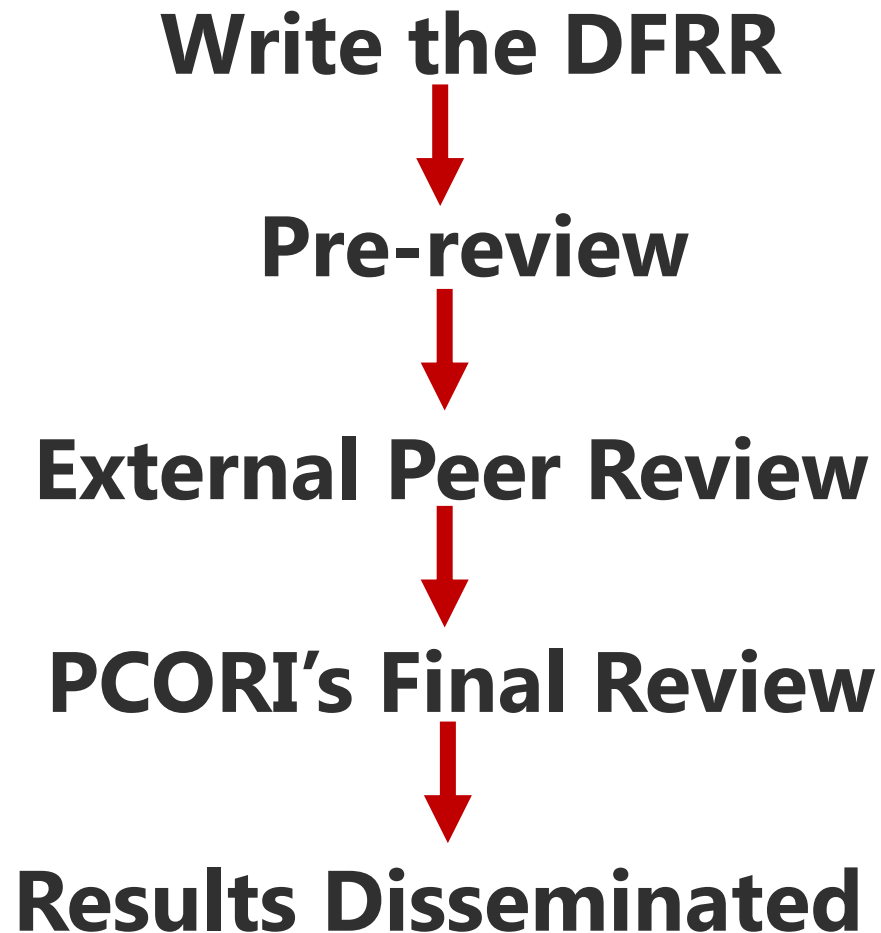 Write the DFRR
Pre-review
External Peer Review
PCORI’s Final Review
Results Disseminated